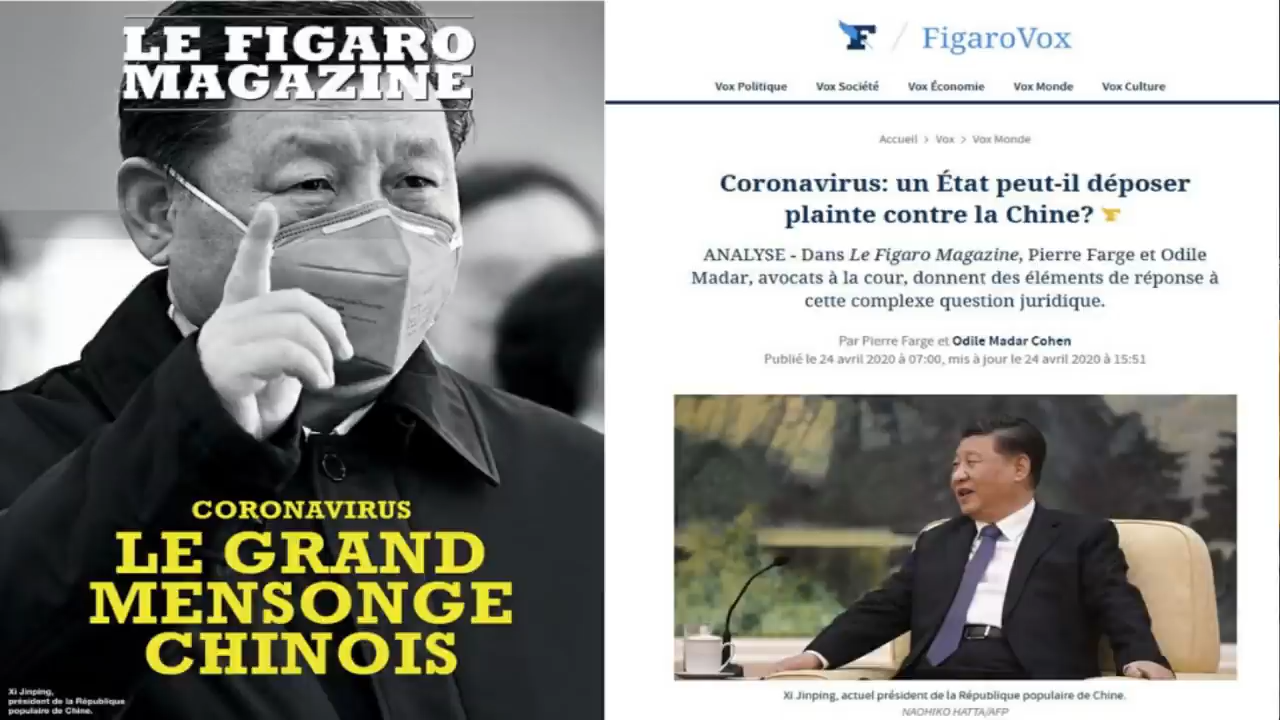 LE FIGARO
MAGAZINE
CORONAVIRUS
LE GRAND
MENSONGE
CHINOIS
Xi Jinping,
président de la République
populaire de Chine.
F / FigaroVox
Vox Politique Vox Société Vox Économie Vox Monde Vox Culture
Accueil > Vox > Vox Monde
Coronavirus: un État peut-il déposer
plainte contre la Chine?
ANALYSE - Dans Le Figaro Magazine, Pierre Farge et Odile
Madar, avocats à la cour, donnent des éléments de réponse à
cette complexe question juridique.
Par Pierre Farge et Odile Madar Cohen
Publié le 24 avril 2020 à 07:00, mis à jour le 24 avril 2020 à 15:51
Xi Jinping, actuel président de la République populaire de Chine.
NAOHIKO HATTA/AFP